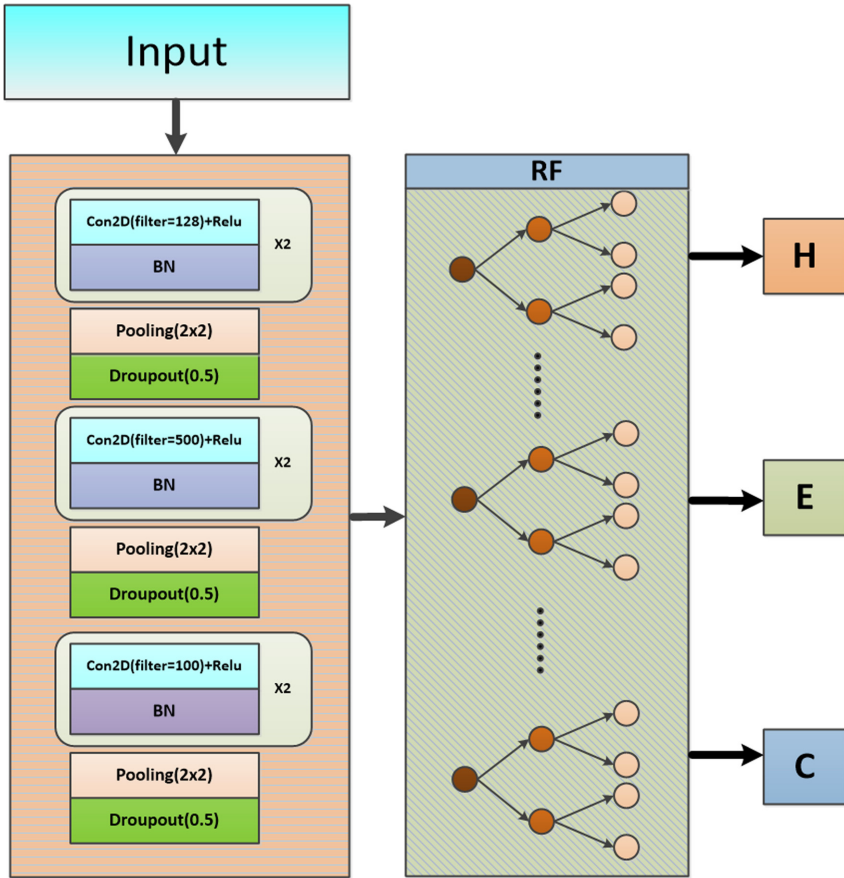 Input
Con2D(filter=128)+Relu
BN
X2
Pooling(2x2)
Droupout(0.5)
Con2D(filter=500)+Relu
BN
X2
Pooling(2x2)
Droupout(0.5)
Con2D(filter=100)+Relu
BN
X2
Pooling(2x2)
Droupout(0.5)
RF
H
E
C